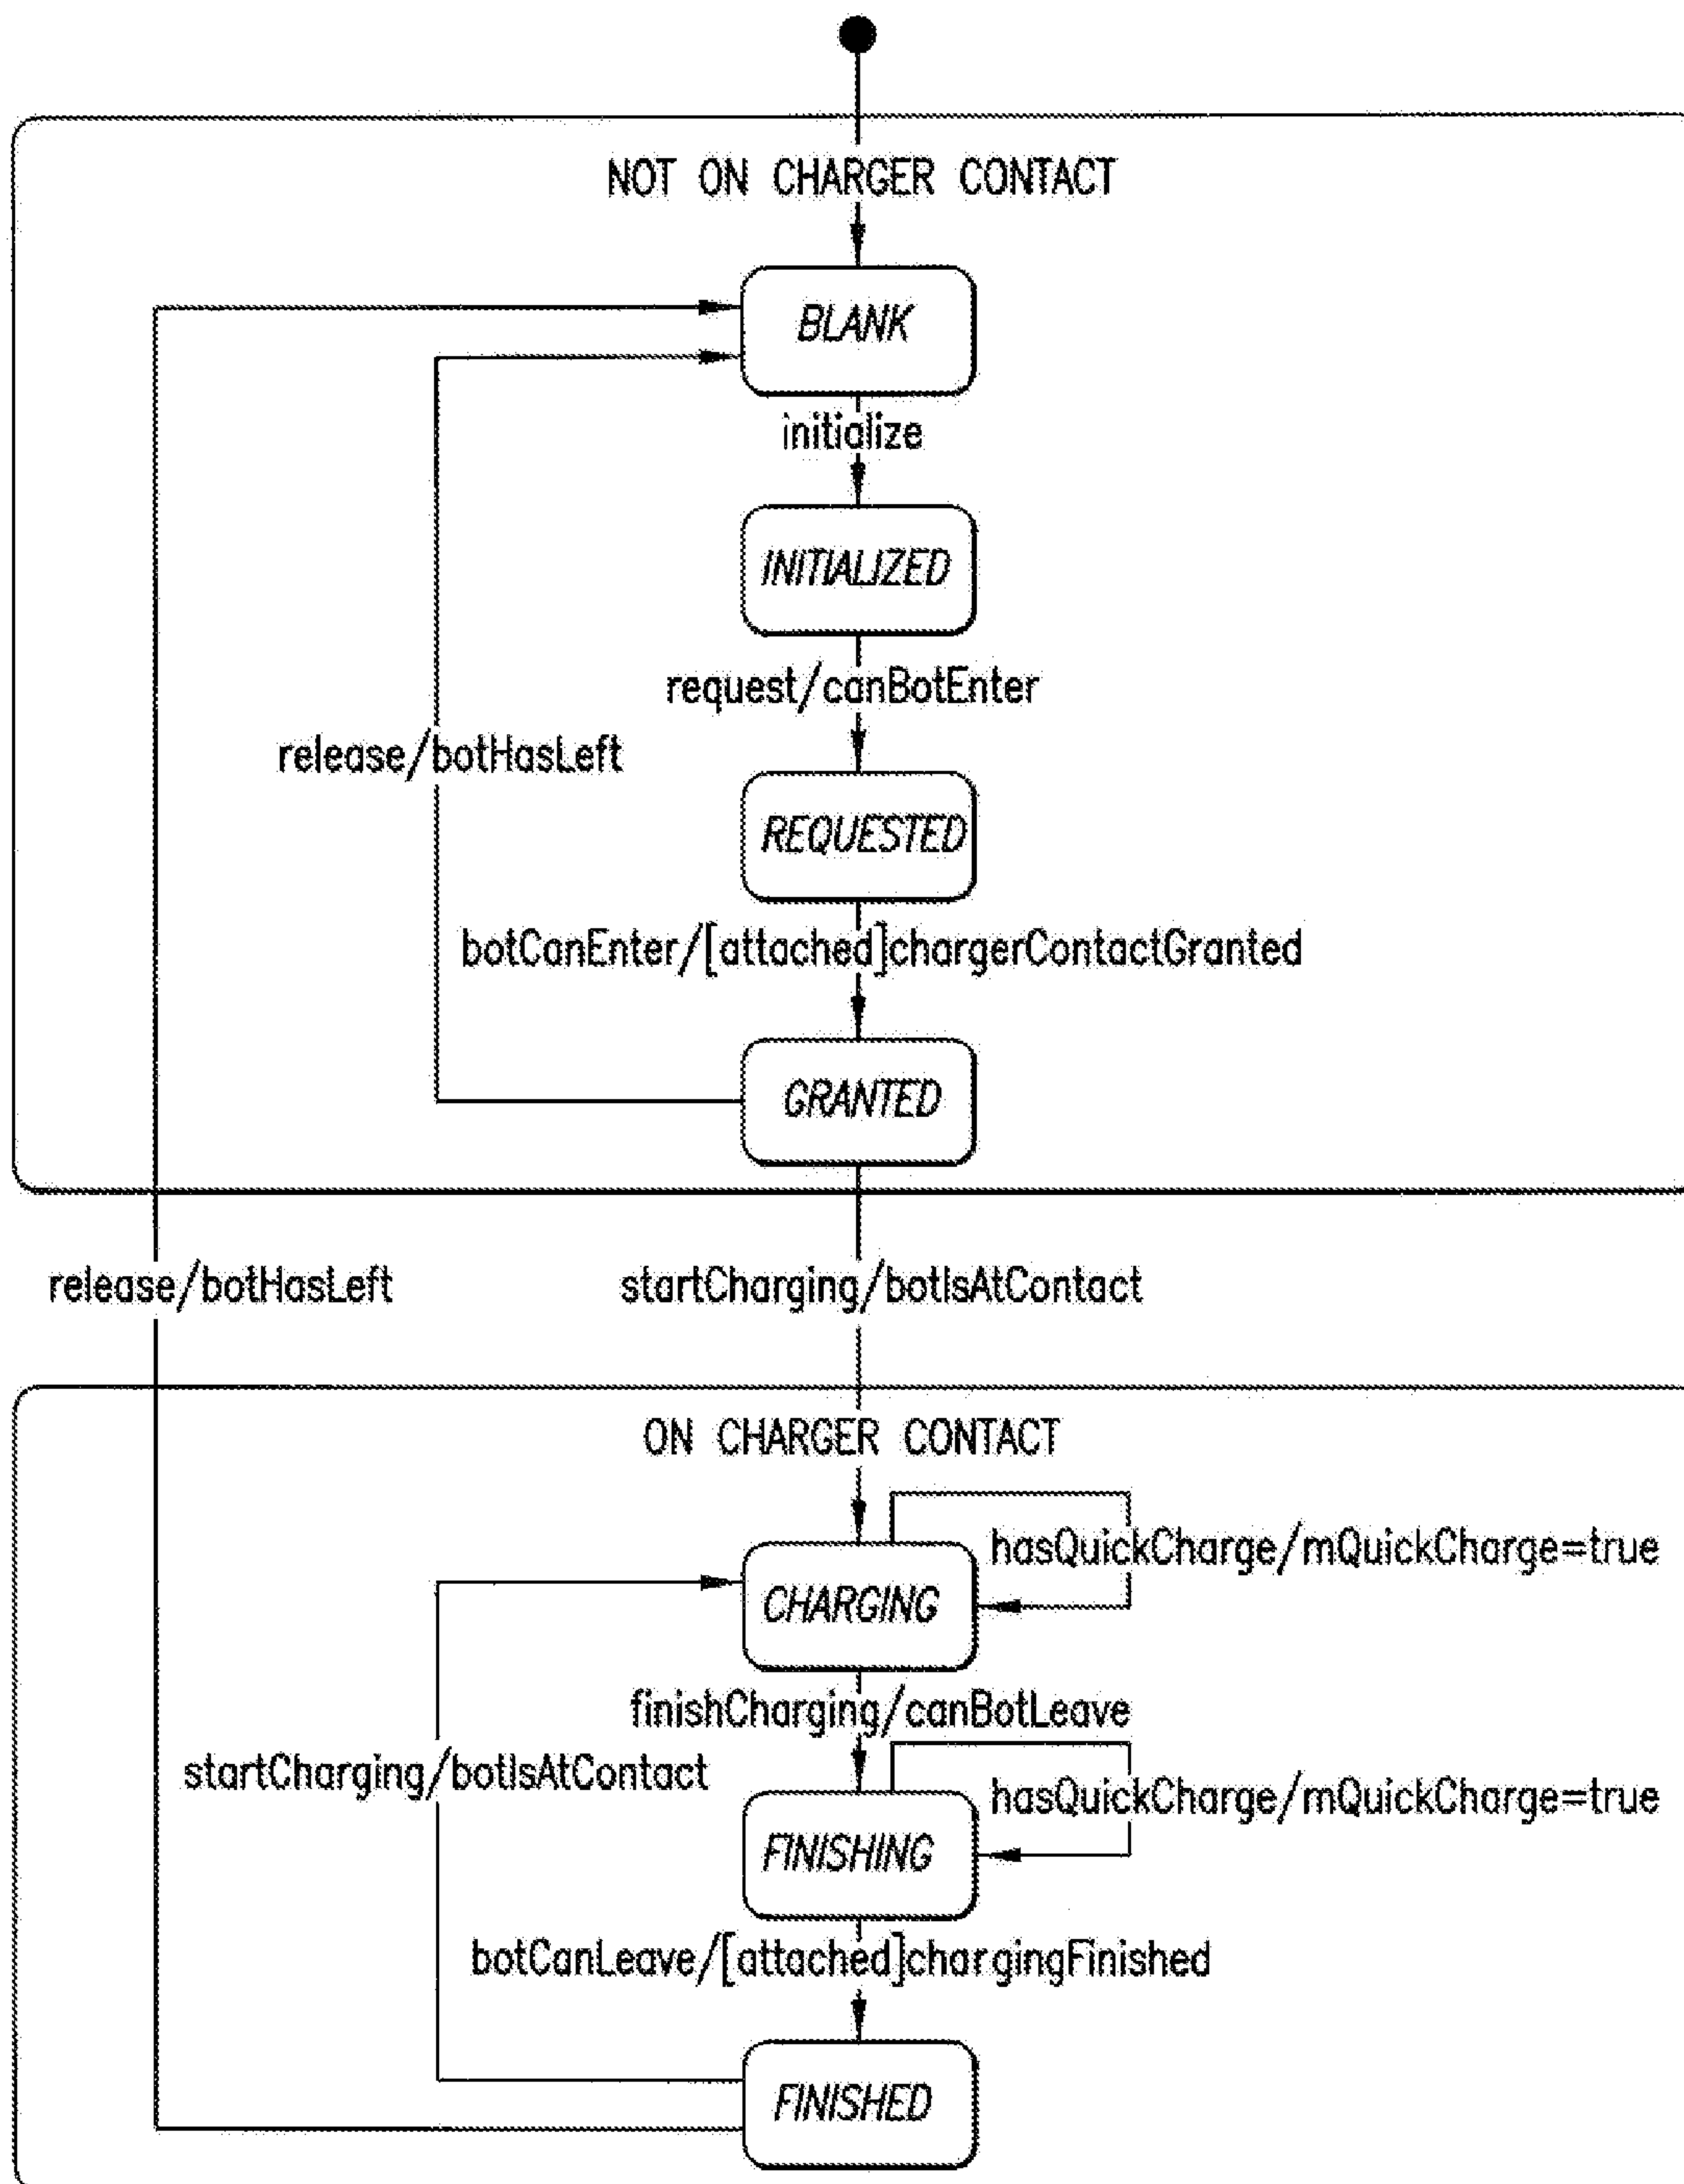 NOT ON CHARGER CONTACT
BLANK
initialize
INITIALIZED
request/canBotEnter
release/botHasLeft
REQUESTED
botCanEnter/[attached]chargerContactGranted
GRANTED
release/botHasLeft
startCharging/botIsAtContact
ON CHARGER CONTACT
hasQuickCharge/mQuickCharge=true
CHARGING
finishCharging/canBotLeave
startCharging/botIsAtContact
hasQuickCharge/mQuickCharge=true
FINISHING
botCanLeave/[attached]chargingFinished
FINISHED